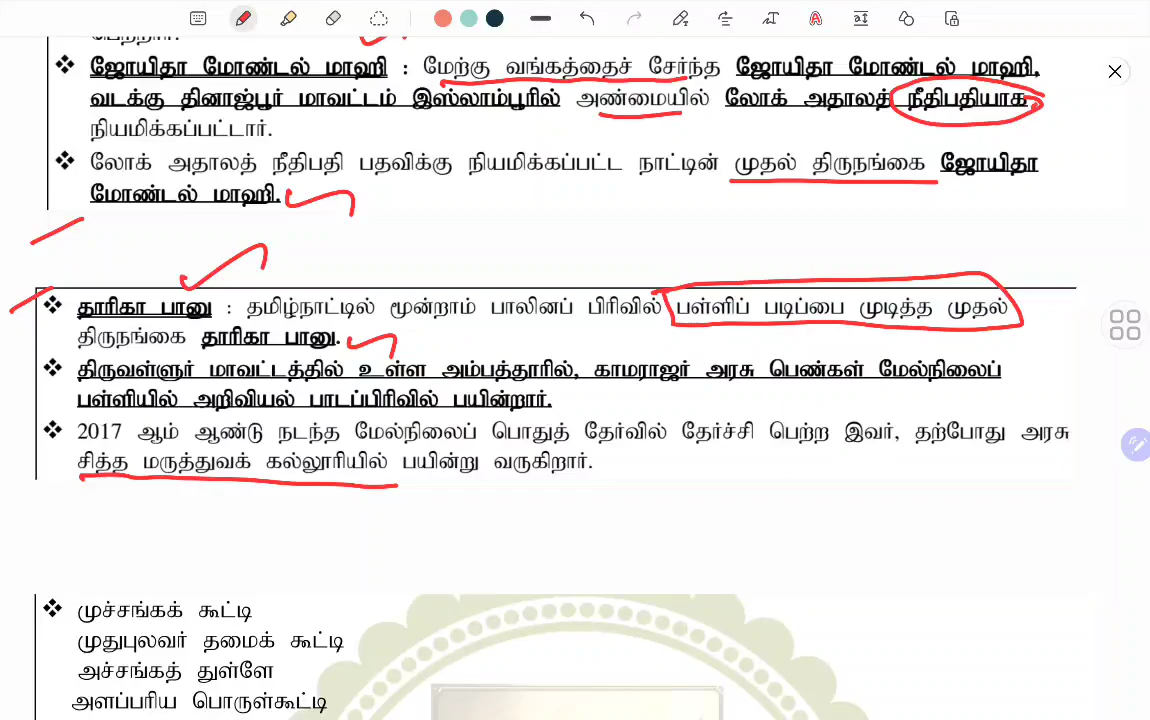 பெற்றார்.
❖ ஜோயிதா மோண்டல் மாஹி : மேற்கு வங்கத்தைச் சேர்ந்த ஜோயிதா மோண்டல் மாஹி,
வடக்கு தினாஜ்பூர் மாவட்டம் இஸ்லாம்பூரில் அண்மையில் லோக் அதாலத் நீதிபதியாக
நியமிக்கப்பட்டார்.
❖ லோக் அதாலத் நீதிபதி பதவிக்கு நியமிக்கப்பட்ட நாட்டின் முதல் திருநங்கை ஜோயிதா
மோண்டல் மாஹி.
❖ தாரிகா பானு : தமிழ்நாட்டில் மூன்றாம் பாலினப் பிரிவில் பள்ளிப் படிப்பை முடித்த முதல்
திருநங்கை தாரிகா பானு.
❖ திருவள்ளுர் மாவட்டத்தில் உள்ள அம்பத்தூரில், காமராஜர் அரசு பெண்கள் மேல்நிலைப்
பள்ளியில் அறிவியல் பாடப்பிரிவில் பயின்றார்.
❖ 2017 ஆம் ஆண்டு நடந்த மேல்நிலைப் பொதுத் தேர்வில் தேர்ச்சி பெற்ற இவர், தற்போது அரசு
சித்த மருத்துவக் கல்லூரியில் பயின்று வருகிறார்.
❖ முச்சங்கக் கூட்டி
முதுபுலவர் தமைக் கூட்டி
அச்சங்கத் துள்ளே
அளப்பரிய பொருள்கூட்டி